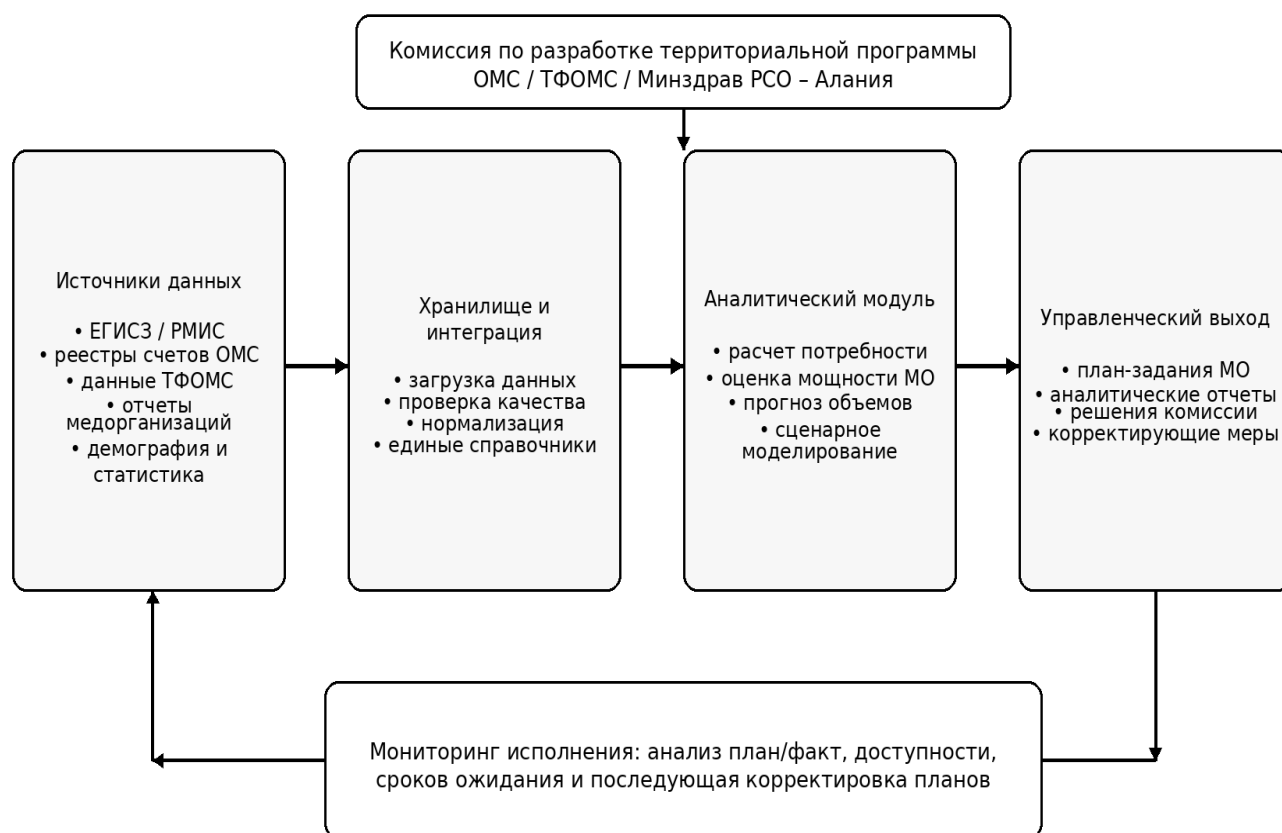 Комиссия по разработке территориальной программы
ОМС / ТФОМС / Минздрав РСО – Алания
Источники данных
• ЕГИСЗ / РМИС
• реестры счетов ОМС
• данные ТФОМС
• отчеты
медорганизаций
• демография и
статистика
Хранилище и
интеграция
• загрузка данных
• проверка качества
• нормализация
• единые справочники
Аналитический модуль
• расчет потребности
• оценка мощности МО
• прогноз объемов
• сценарное
моделирование
Управленческий выход
• план-задания МО
• аналитические отчеты
• решения комиссии
• корректирующие меры
Мониторинг исполнения: анализ план/факт, доступности,
сроков ожидания и последующая корректировка планов